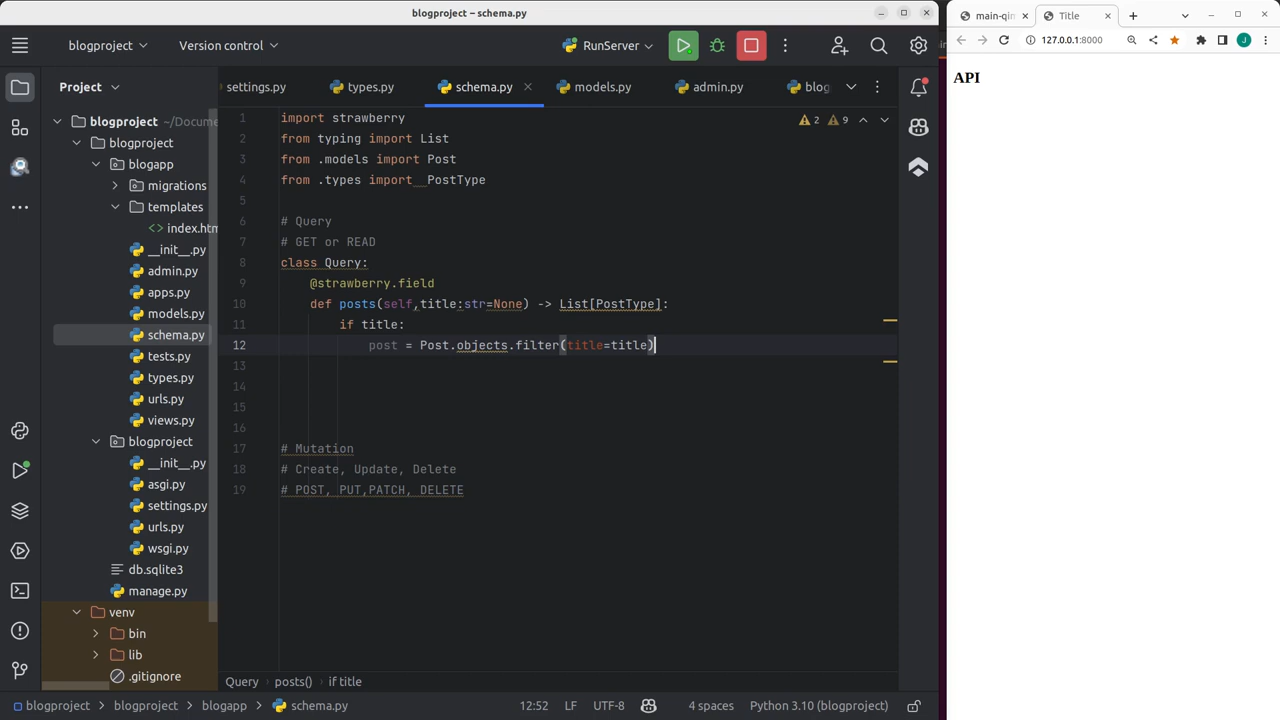 blogproject – schema.py
blogproject
Version control
RunServer
Project
settings.py
types.py
schema.py
models.py
admin.py
blog
blogproject ~/Docume
blogproject
blogapp
migrations
templates
<> index.htm
__init__.py
admin.py
apps.py
models.py
schema.py
tests.py
types.py
urls.py
views.py
blogproject
__init__.py
asgi.py
settings.py
urls.py
wsgi.py
db.sqlite3
manage.py
venv
bin
lib
.gitignore
2 9
1 import strawberry
2 from typing import List
3 from .models import Post
4 from .types import PostType
5
6 # Query
7 # GET or READ
8 class Query:
9 @strawberry.field
10 def posts(self,title:str=None) -> List[PostType]:
11 if title:
12 post = Post.objects.filter(title=title)
13
14
15
16
17 # Mutation
18 # Create, Update, Delete
19 # POST, PUT,PATCH, DELETE
Query posts() if title
blogproject blogproject blogapp schema.py
12:52 LF UTF-8 4 spaces Python 3.10 (blogproject)
main-qim
Title
127.0.0.1:8000
J
API